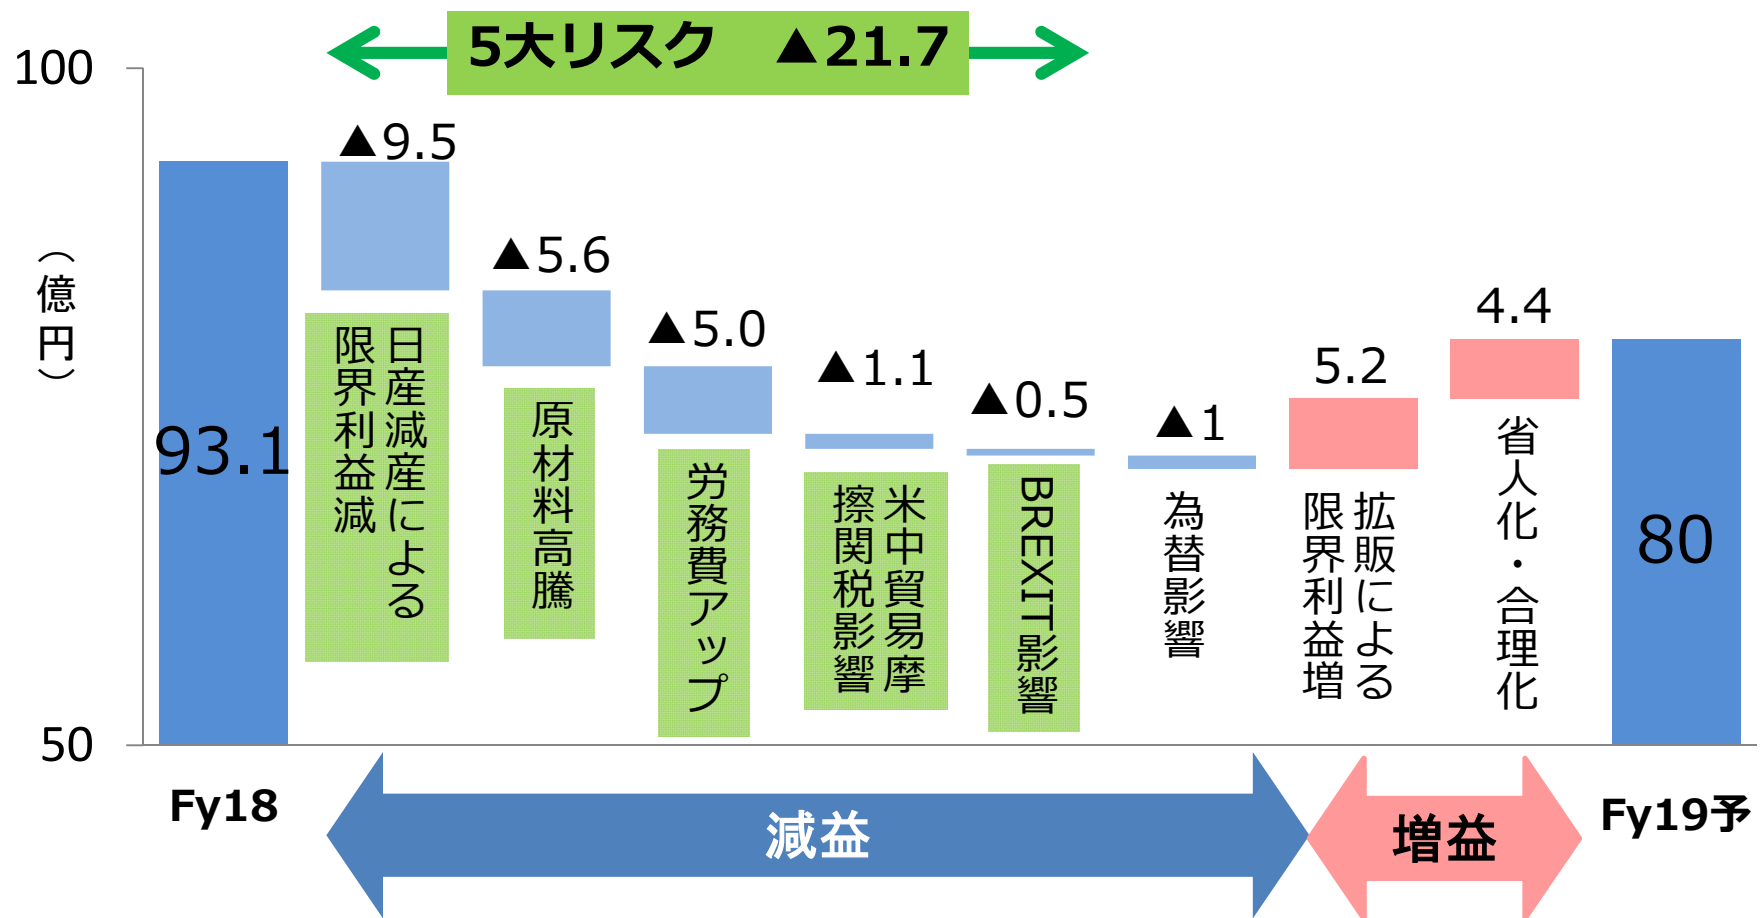 5大リスク ▲21.7
100
（億円）
50
93.1
▲9.5
▲5.6
▲5.0
▲1.1
▲0.5
▲1
5.2
4.4
80
日産減産による
限界利益減
原材料高騰
労務費アップ
米中貿易摩
擦関税影響
BREXIT影響
為替影響
拡販による
限界利益増
省人化・合理化
Fy18
減益
増益
Fy19予